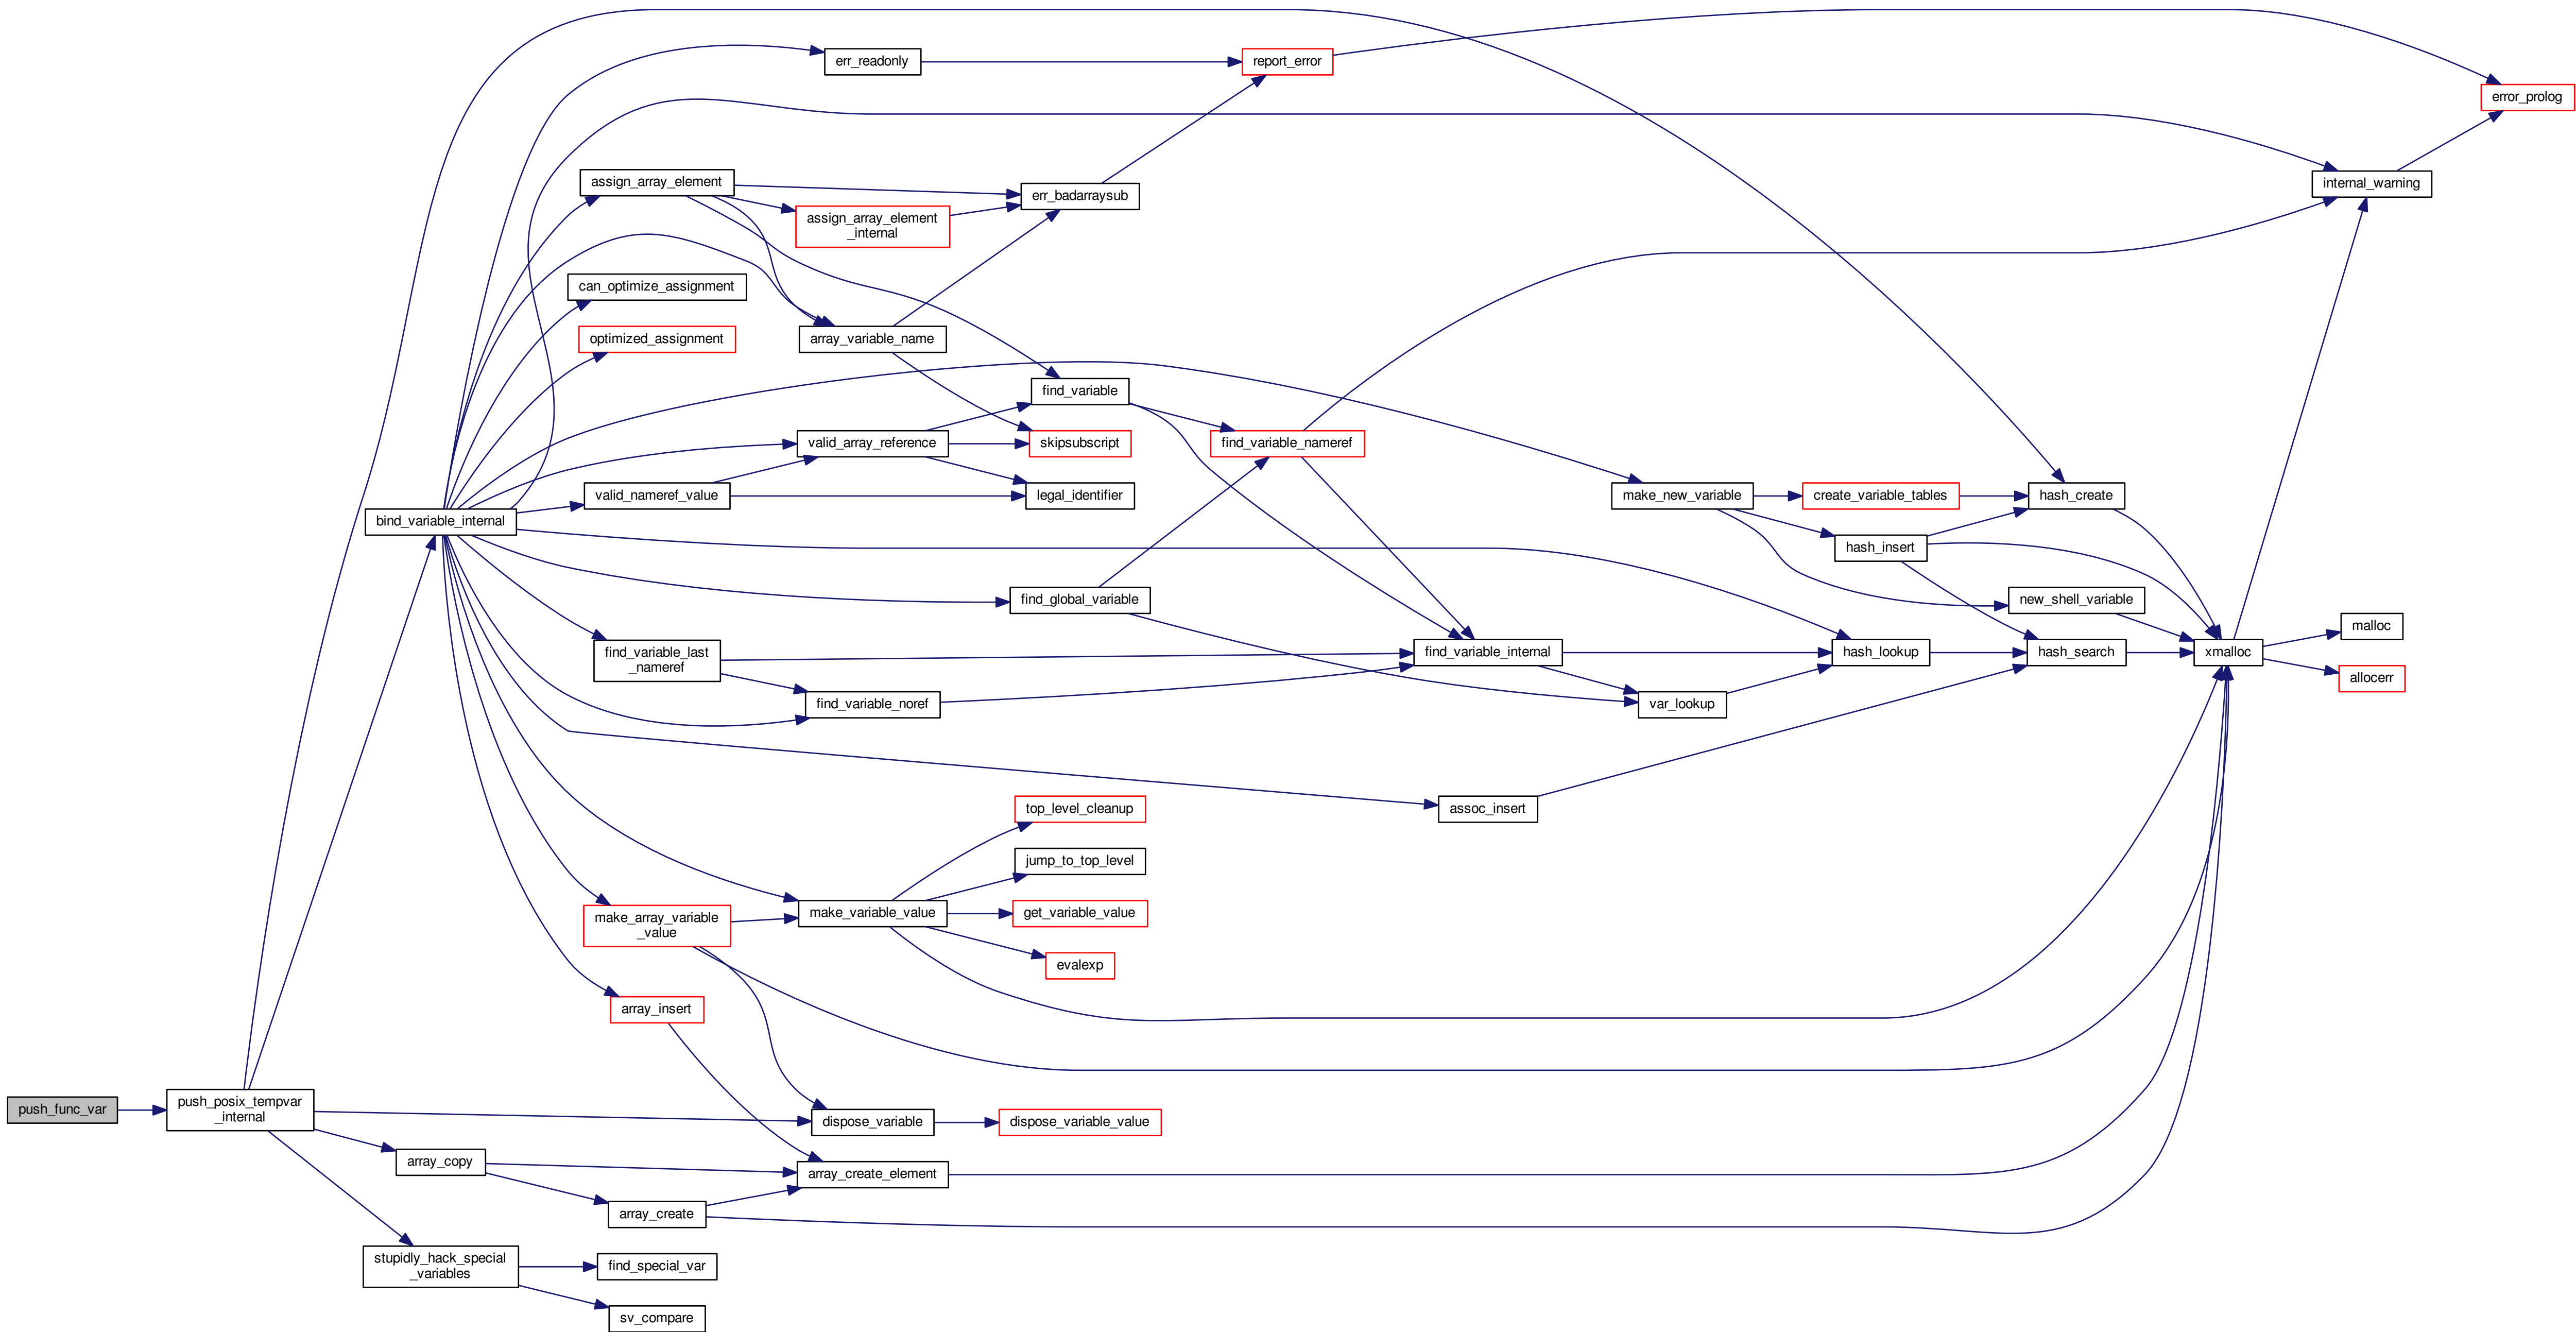 err_readonly
report_error
error_prolog
assign_array_element
internal_warning
err_badarraysub
assign_array_element
_internal
can_optimize_assignment
optimized_assignment
array_variable_name
find_variable
valid_array_reference
skipsubscript
find_variable_nameref
valid_nameref_value
legal_identifier
make_new_variable
create_variable_tables
hash_create
bind_variable_internal
hash_insert
find_global_variable
new_shell_variable
malloc
find_variable_last
_nameref
find_variable_internal
hash_lookup
hash_search
xmalloc
allocerr
find_variable_noref
var_lookup
top_level_cleanup
assoc_insert
jump_to_top_level
make_variable_value
get_variable_value
make_array_variable
_value
evalexp
array_insert
push_func_var
push_posix_tempvar
_internal
dispose_variable
dispose_variable_value
array_copy
array_create_element
array_create
stupidly_hack_special
_variables
find_special_var
sv_compare